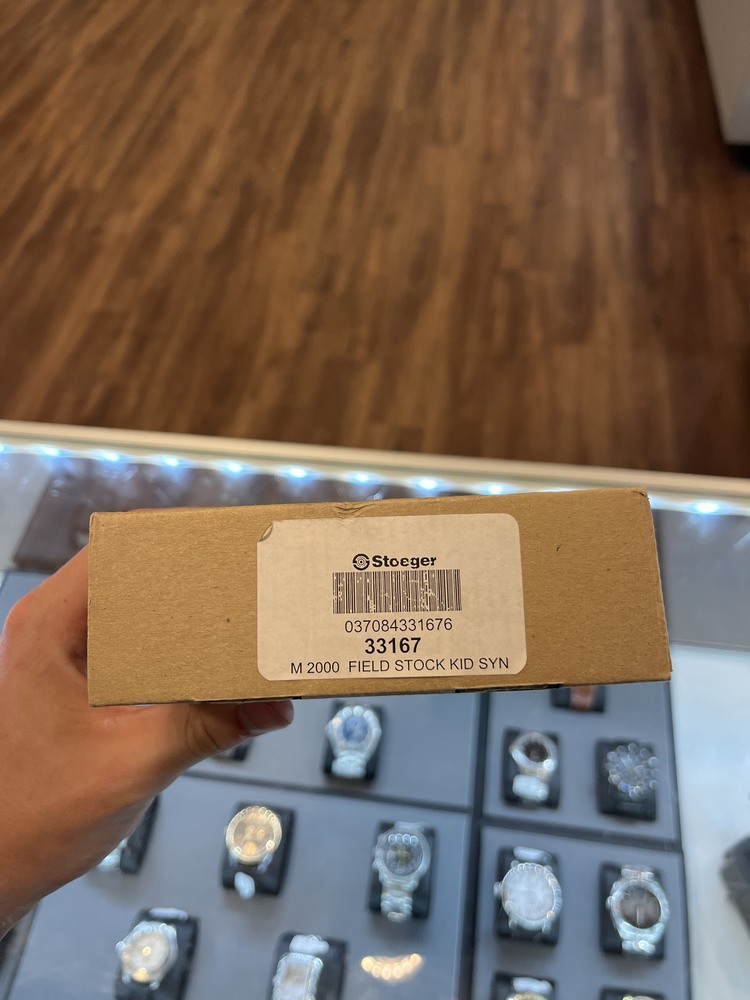 Stoeger
037084331676
33167
M 2000 FIELD STOCK KID SYN